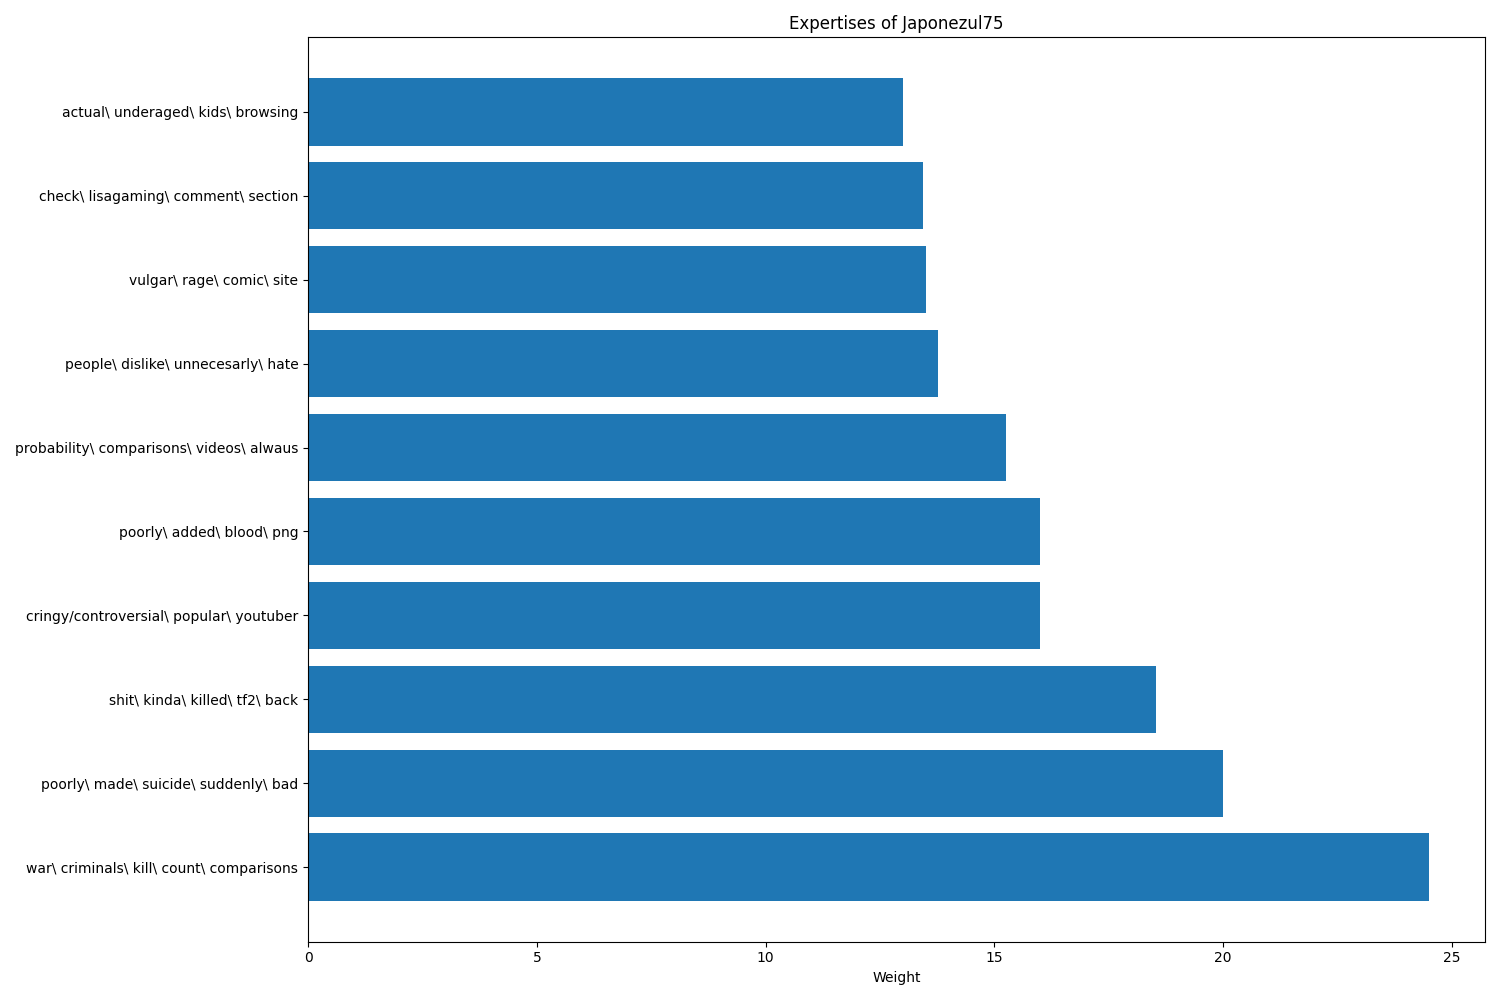 Expertises of Japonezul75
actual\ underaged\ kids\ browsing
check\ lisagaming\ comment\ section
vulgar\ rage\ comic\ site
people\ dislike\ unnecesarly\ hate
probability\ comparisons\ videos\ alwaus
poorly\ added\ blood\ png
cringy/controversial\ popular\ youtuber
shit\ kinda\ killed\ tf2\ back
poorly\ made\ suicide\ suddenly\ bad
war\ criminals\ kill\ count\ comparisons
0 5 10 15 20 25
Weight